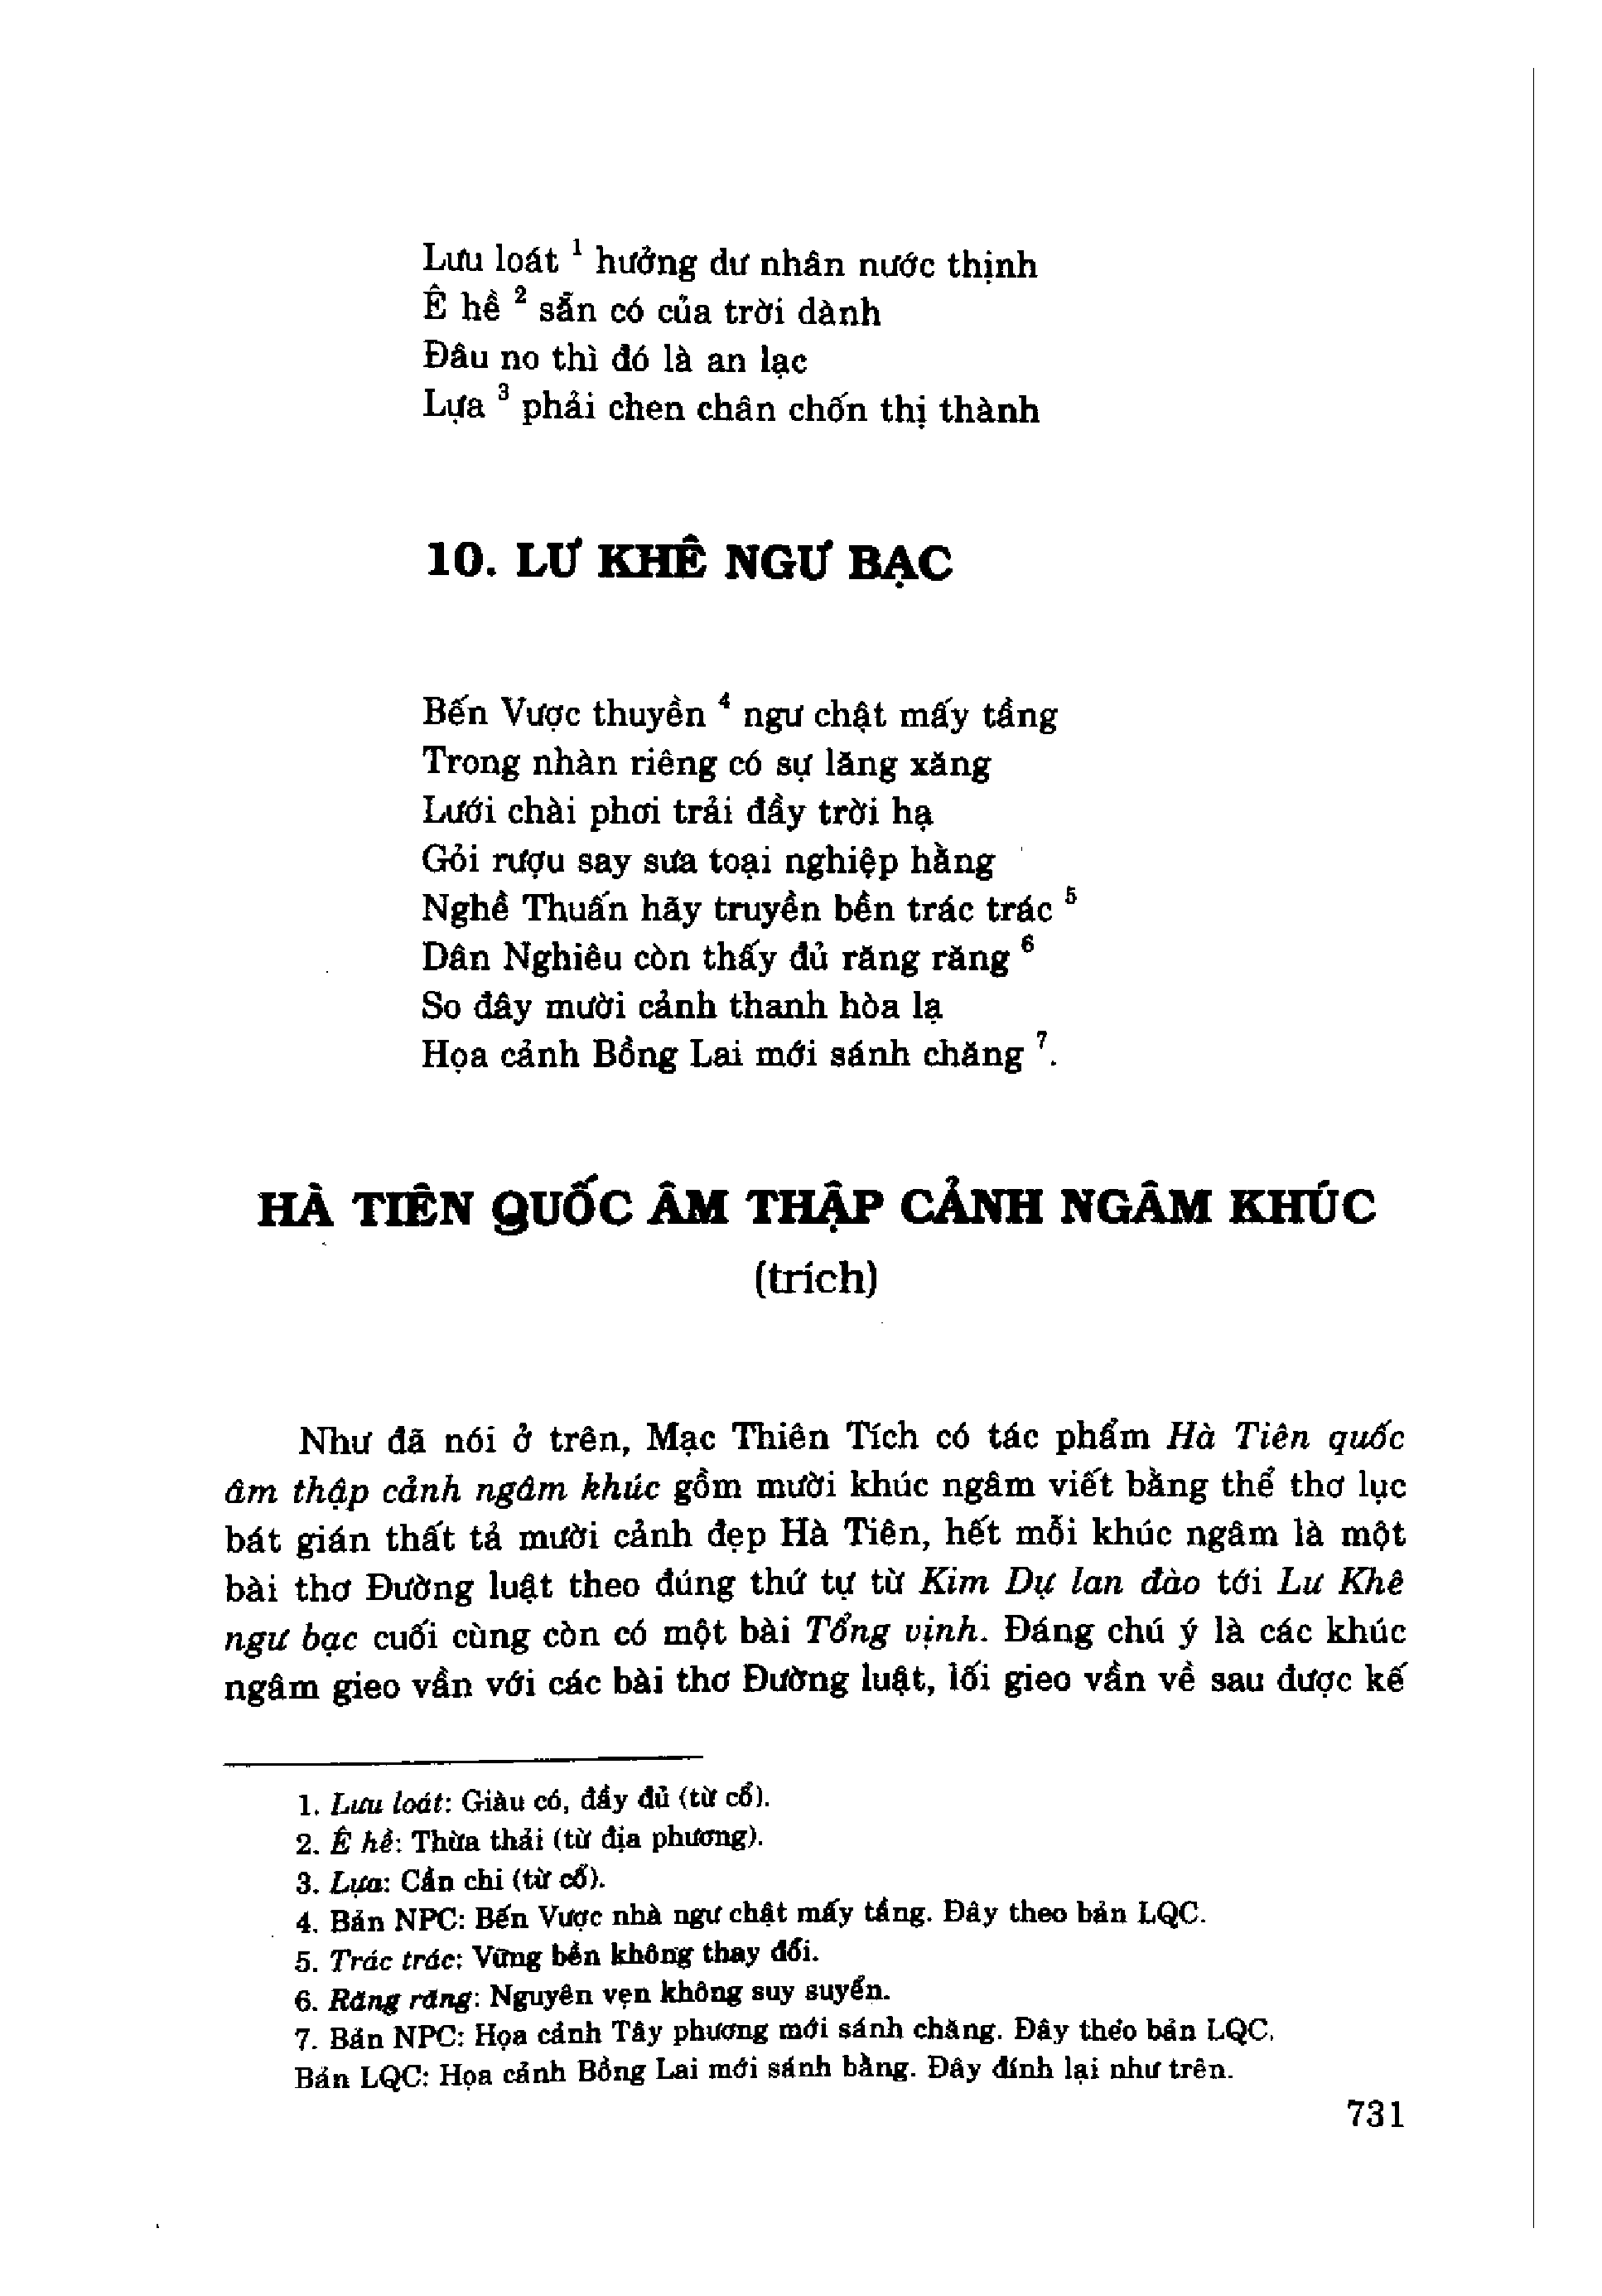 Lưu loát ¹ hưởng dư nhân nước thịnh
Ê hề ² sẵn có của trời dành
Đâu no thì đó là an lạc
Lựa ³ phải chen chân chốn thị thành
10. LƯ KHÊ NGƯ BẠC
Bến Vược thuyền ⁴ ngư chật mấy tầng
Trong nhàn riêng có sự lăng xăng
Lưới chài phơi trải đầy trời hạ
Gỏi rượu say sưa toại nghiệp hằng
Nghề Thuấn hãy truyền bền trác trác ⁵
Dân Nghiêu còn thấy đủ răng răng ⁶
So đây mười cảnh thanh hòa lạ
Họa cảnh Bồng Lai mới sánh chăng ⁷.
HÀ TIÊN QUỐC ÂM THẬP CẢNH NGÂM KHÚC
(trích)
Như đã nói ở trên, Mạc Thiên Tích có tác phẩm Hà Tiên quốc
âm thập cảnh ngâm khúc gồm mười khúc ngâm viết bằng thể thơ lục
bát gián thất tả mười cảnh đẹp Hà Tiên, hết mỗi khúc ngâm là một
bài thơ Đường luật theo đúng thứ tự từ Kim Dự lan đào tới Lư Khê
ngư bạc cuối cùng còn có một bài Tổng vịnh. Đáng chú ý là các khúc
ngâm gieo vần với các bài thơ Đường luật, lối gieo vần về sau được kế
1. Lưu loát: Giàu có, đầy đủ (từ cổ).
2. Ê hề: Thừa thải (từ địa phương).
3. Lựa: Cần chi (từ cổ).
4. Bản NPC: Bến Vược nhà ngư chật mấy tầng. Đây theo bản LQC.
5. Trác trác: Vững bền không thay đổi.
6. Răng răng: Nguyên vẹn không suy suyển.
7. Bản NPC: Họa cảnh Tây phương mới sánh chăng. Đây theo bản LQC.
Bản LQC: Họa cảnh Bồng Lai mới sánh bằng. Đây đính lại như trên.
731